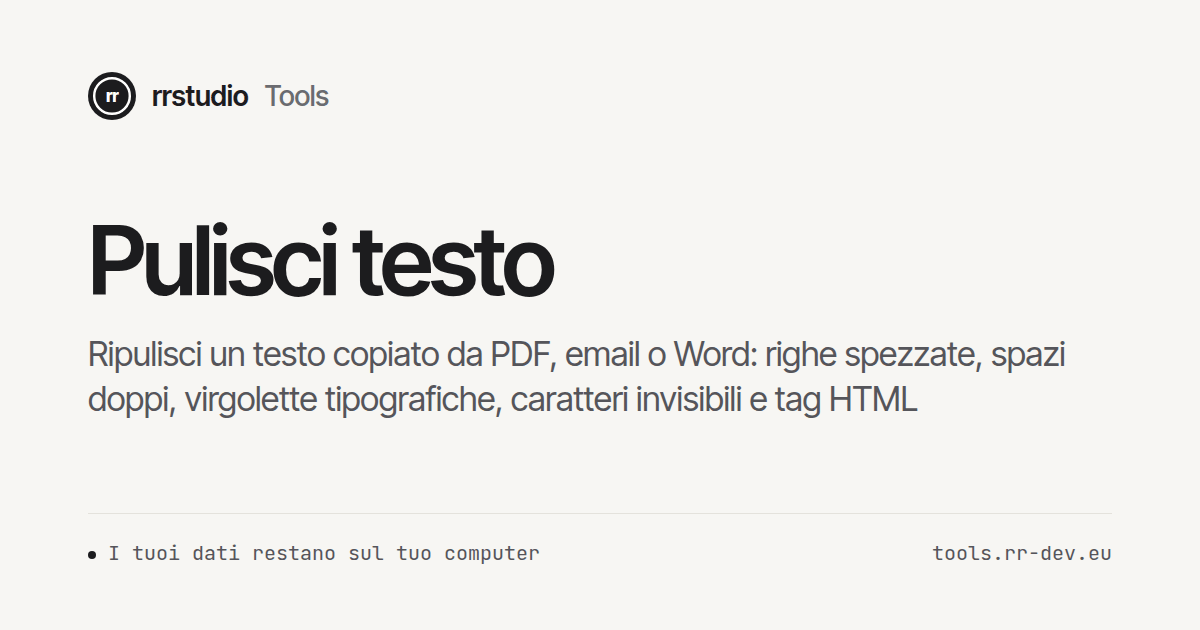 rr rrstudio Tools
Pulisci testo
Ripulisci un testo copiato da PDF, email o Word: righe spezzate, spazi
doppi, virgolette tipografiche, caratteri invisibili e tag HTML
I tuoi dati restano sul tuo computer
tools.rr-dev.eu